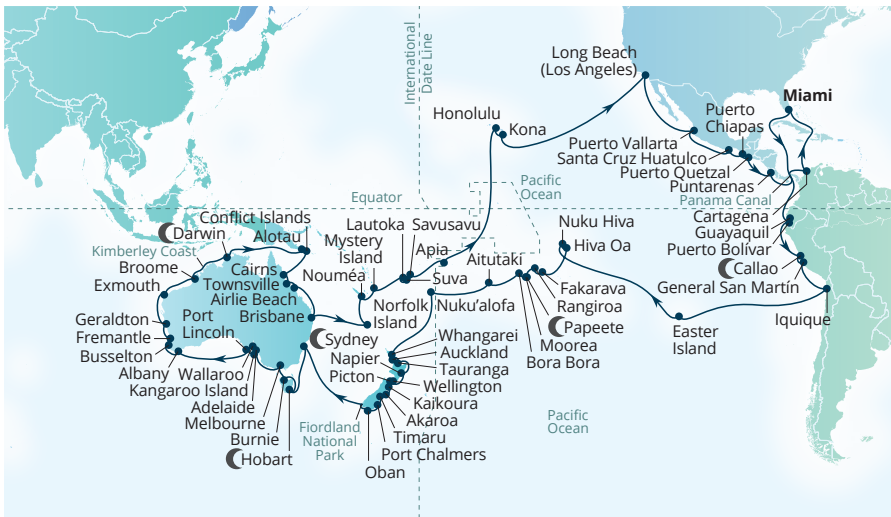 International
Date Line
Long Beach
(Los Angeles)
Miami
Honolulu
Kona
Puerto
Chiapas
Puerto Vallarta
Santa Cruz Huatulco
Puerto Quetzal
Puntarenas
Panama Canal
Equator
Pacific
Ocean
Conflict Islands
Darwin
Alotau
Kimberley Coast
Broome
Exmouth
Cairns
Townsville
Airlie Beach
Brisbane
Lautoka
Savusavu
Mystery
Island
Apia
Nouméa
Suva
Aitutaki
Nuku Hiva
Hiva Oa
Cartagena
Guayaquil
Puerto Bolívar
Callao
General San Martín
Iquique
Norfolk
Island
Nuku'alofa
Fakarava
Rangiroa
Papeete
Moorea
Bora Bora
Easter
Island
Geraldton
Fremantle
Busselton
Albany
Port
Lincoln
Wallaroo
Kangaroo Island
Adelaide
Melbourne
Burnie
Hobart
Sydney
Napier
Picton
Whangarei
Auckland
Tauranga
Wellington
Kaikoura
Akaroa
Timaru
Port Chalmers
Oban
Fiordland
National
Park
Pacific
Ocean